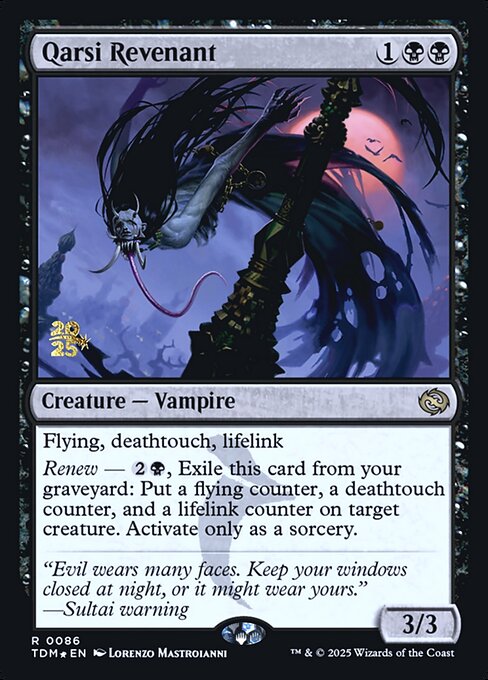 Qarsi Revenant 1
2025
Creature — Vampire
Flying, deathtouch, lifelink
Renew — 2, Exile this card from your
graveyard: Put a flying counter, a deathtouch
counter, and a lifelink counter on target
creature. Activate only as a sorcery.
“Evil wears many faces. Keep your windows
closed at night, or it might wear yours.”
—Sultai warning
3/3
R 0086
TDM★EN Lorenzo Mastroianni
™ & © 2025 Wizards of the Coast